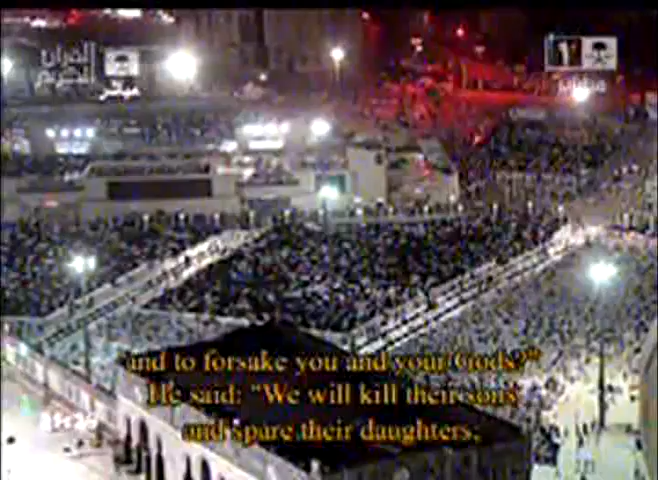 القرآن
الكريم
مباشر
and to forsake you and your Gods?"
He said: "We will kill their sons
and spare their daughters,